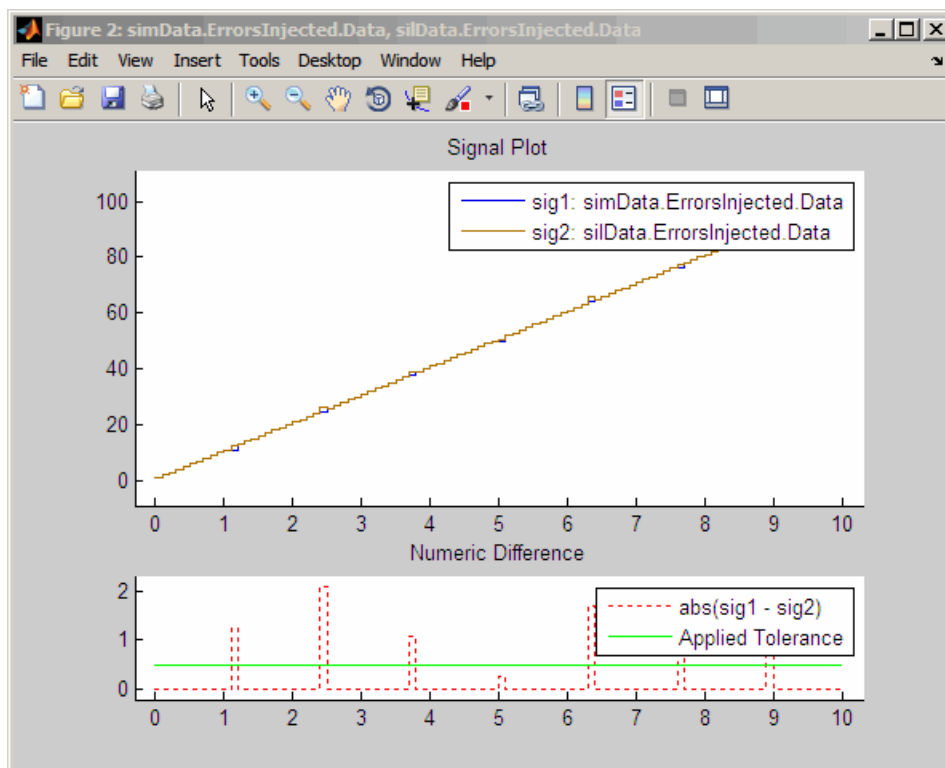 Figure 2: simData.ErrorsInjected.Data, silData.ErrorsInjected.Data
File Edit View Insert Tools Desktop Window Help
Signal Plot
100
80
60
40
20
0
sig1: simData.ErrorsInjected.Data
sig2: silData.ErrorsInjected.Data
0 1 2 3 4 5 6 7 8 9 10
Numeric Difference
2
1
0
abs(sig1 - sig2)
Applied Tolerance
0 1 2 3 4 5 6 7 8 9 10